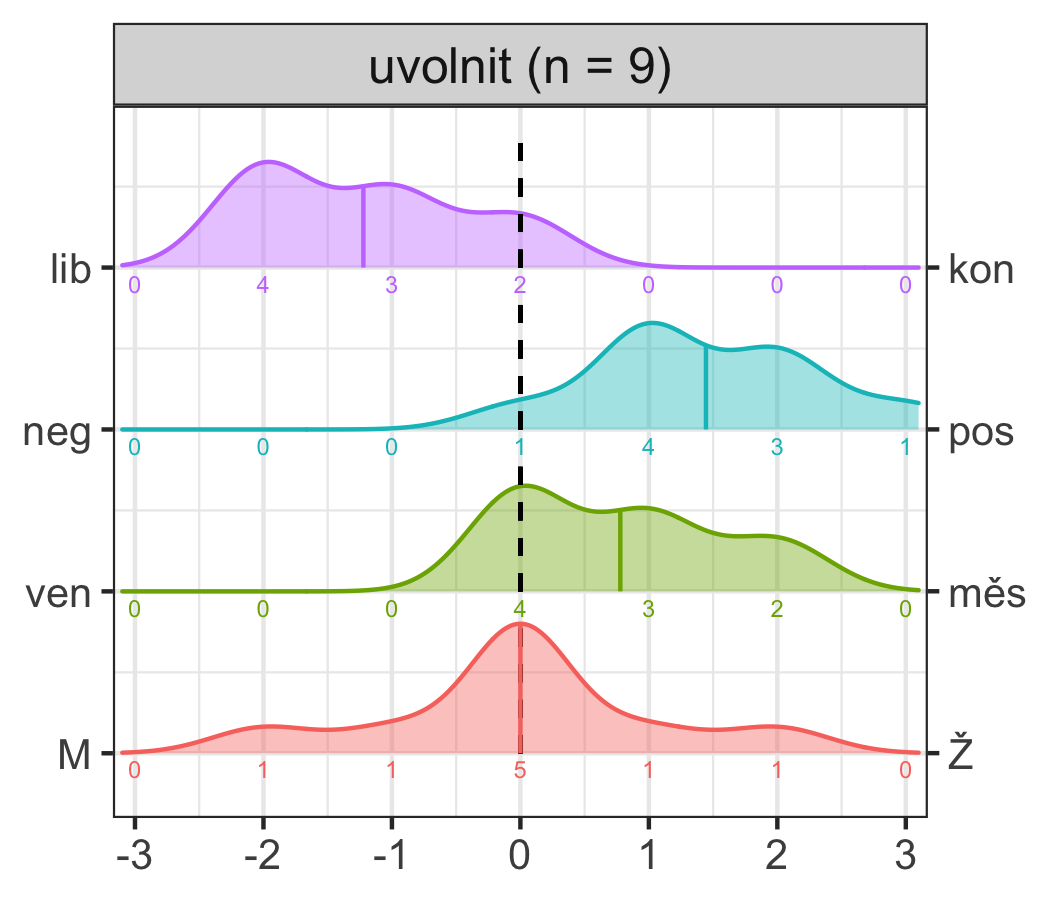 uvolnit (n = 9)
lib kon
0 4 3 2 0 0 0
neg pos
0 0 0 1 4 3 1
ven měs
0 0 0 4 3 2 0
M Ž
0 1 1 5 1 1 0
-3 -2 -1 0 1 2 3